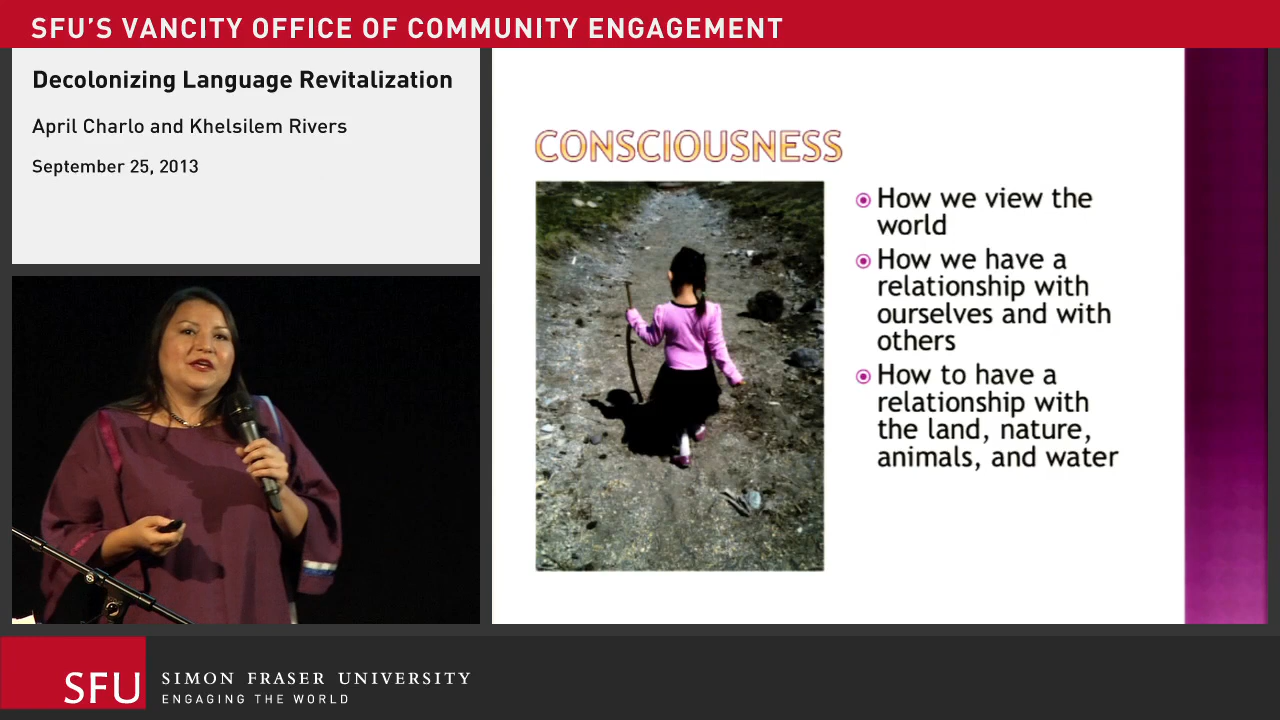 SFU'S VANCITY OFFICE OF COMMUNITY ENGAGEMENT
Decolonizing Language Revitalization
April Charlo and Khelsilem Rivers
September 25, 2013
CONSCIOUSNESS
How we view the
world
How we have a
relationship with
ourselves and with
others
How to have a
relationship with
the land, nature,
animals, and water
SFU
SIMON FRASER UNIVERSITY
ENGAGING THE WORLD